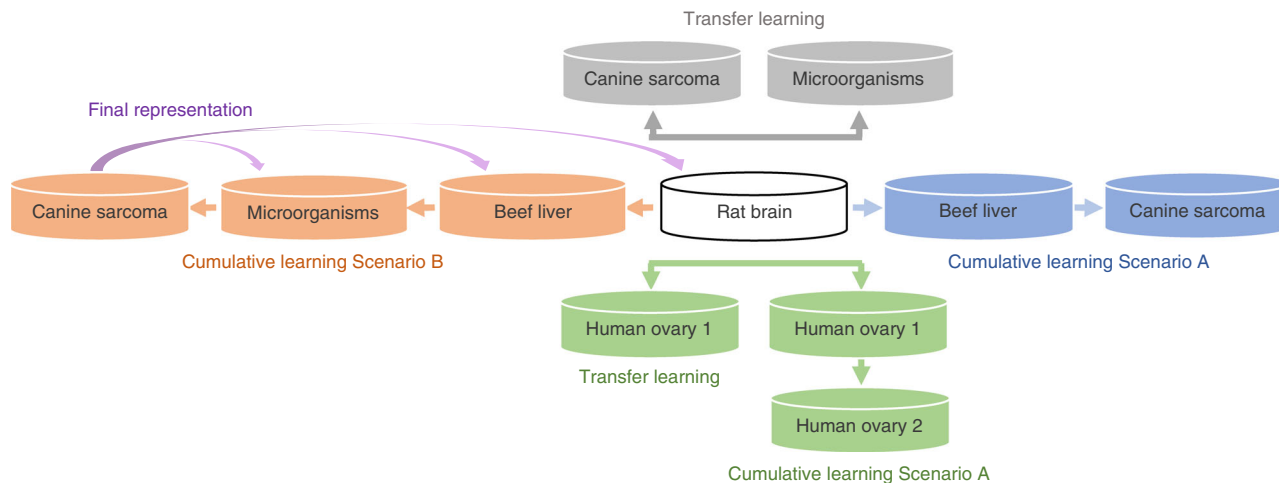 Transfer learning
Canine sarcoma
Microorganisms
Final representation
Canine sarcoma
Microorganisms
Beef liver
Rat brain
Beef liver
Canine sarcoma
Cumulative learning Scenario B
Cumulative learning Scenario A
Human ovary 1
Human ovary 1
Transfer learning
Human ovary 2
Cumulative learning Scenario A